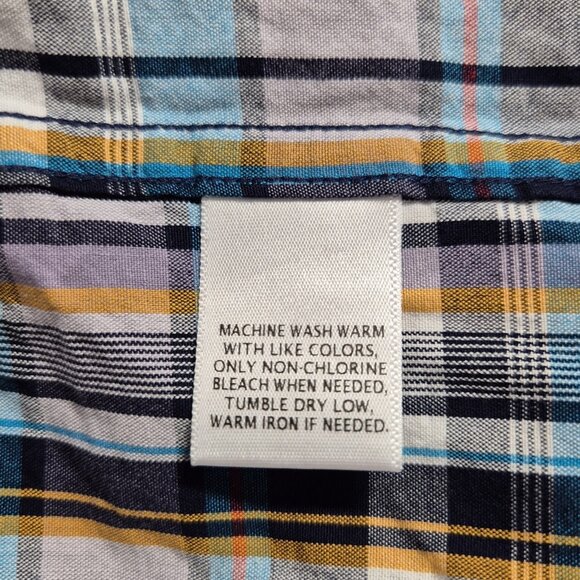 MACHINE WASH WARM
WITH LIKE COLORS,
ONLY NON-CHLORINE
BLEACH WHEN NEEDED,
TUMBLE DRY LOW,
WARM IRON IF NEEDED.